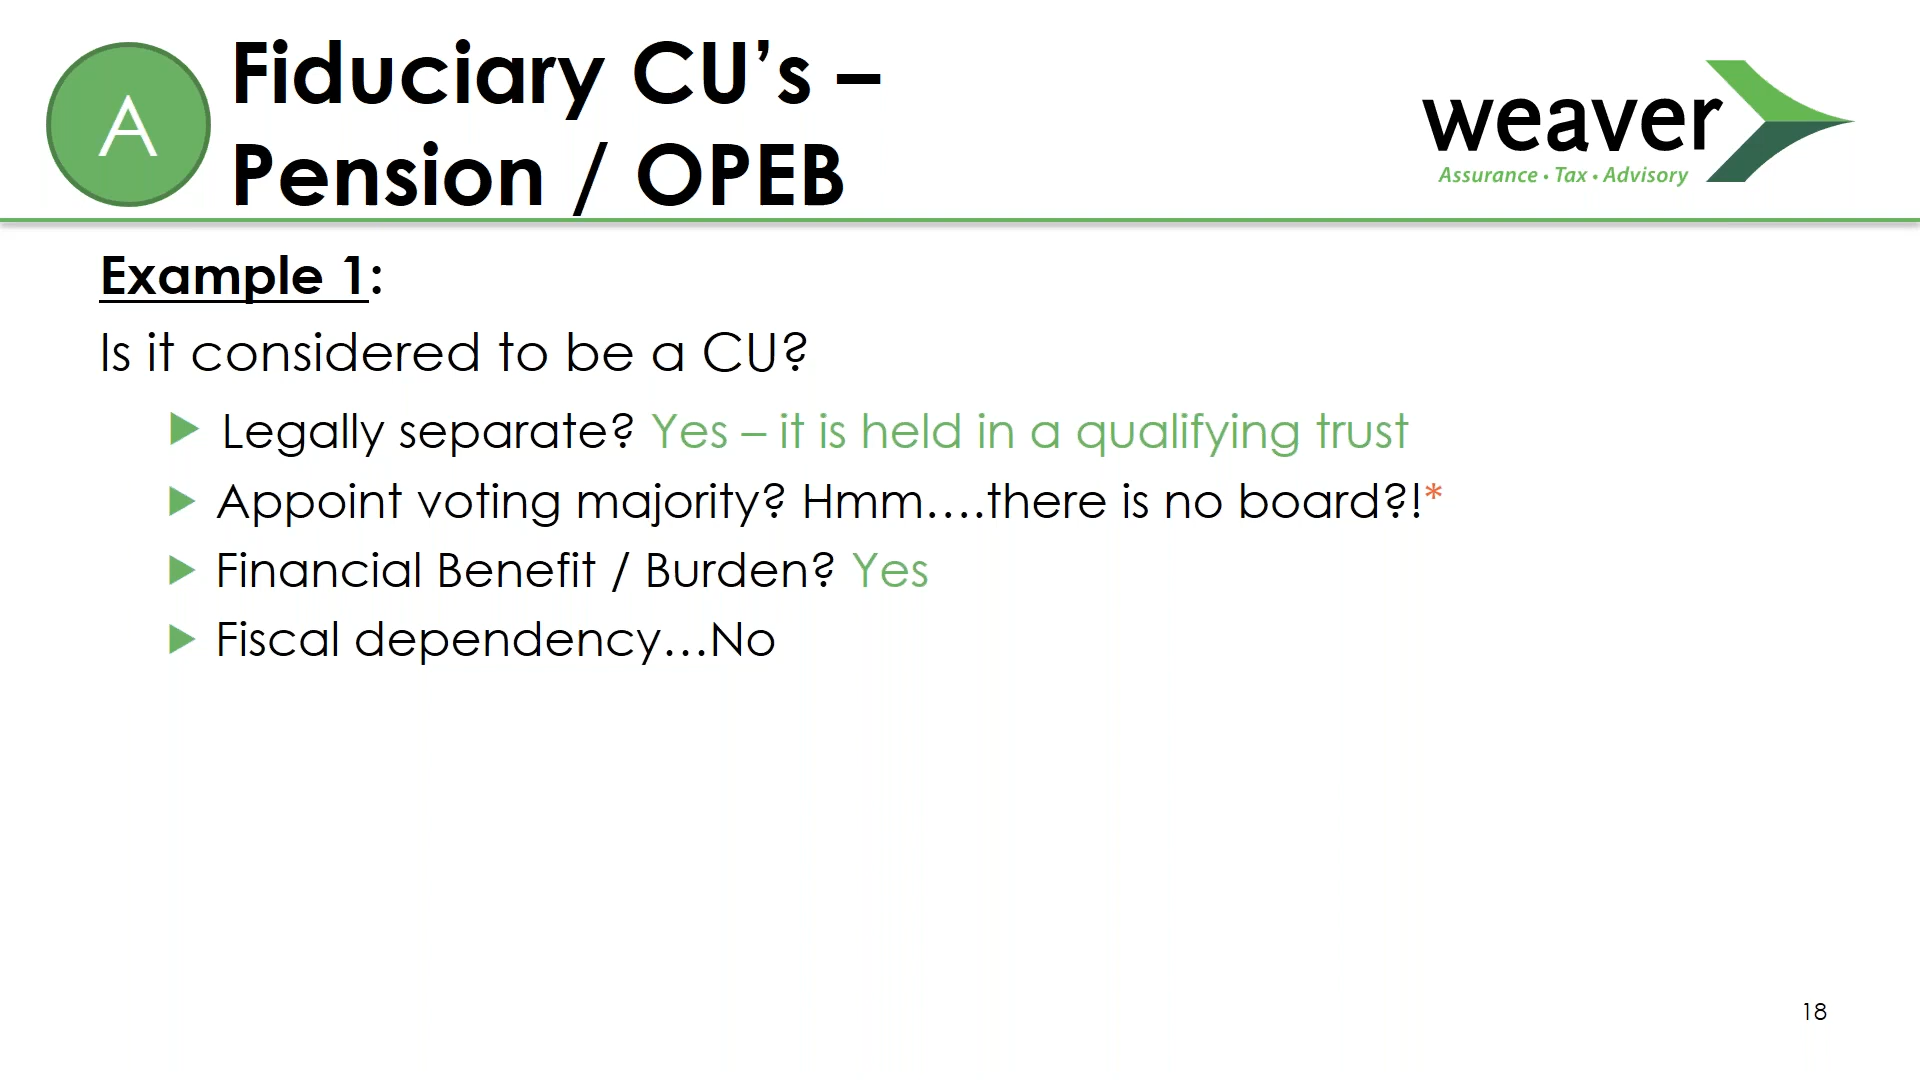 A
Fiduciary CU’s –
Pension / OPEB
weaver
Assurance • Tax • Advisory
Example 1:
Is it considered to be a CU?
Legally separate? Yes – it is held in a qualifying trust
Appoint voting majority? Hmm....there is no board?!*
Financial Benefit / Burden? Yes
Fiscal dependency...No
18